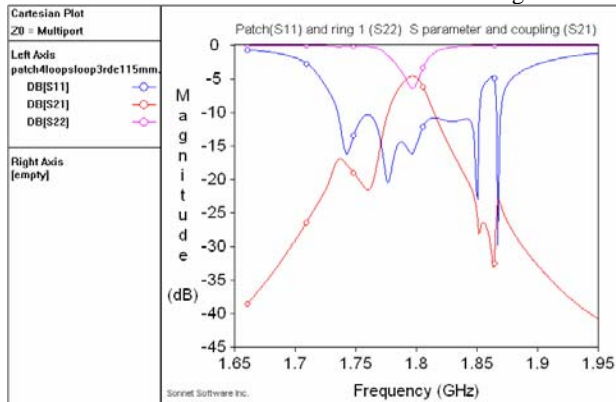 Cartesian Plot
Z0 = Multiport
Left Axis
patch4loopsloop3rdc115mm.
DB[S11]
DB[S21]
DB[S22]
Right Axis
[empty]
Patch(S11) and ring 1 (S22) S parameter and coupling (S21)
Magnitude
(dB)
0
-5
-10
-15
-20
-25
-30
-35
-40
-45
1.65
1.7
1.75
1.8
1.85
1.9
1.95
Sonnet Software Inc.
Frequency (GHz)